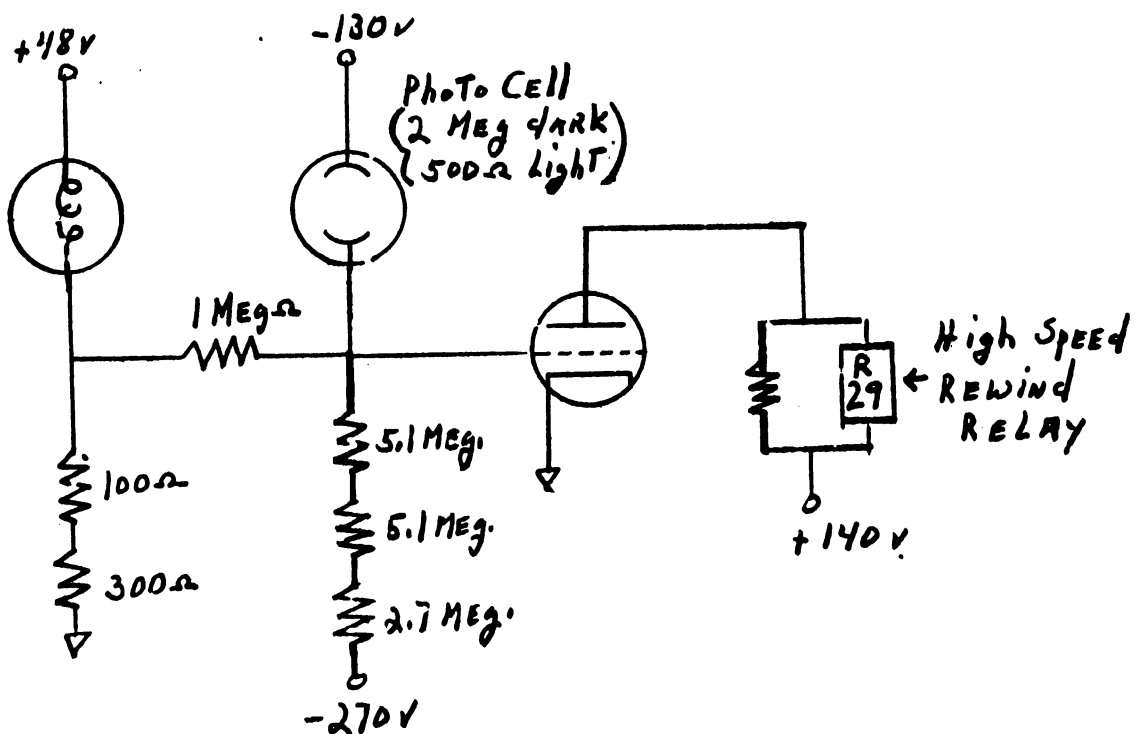 +48v
-130v
PhoTo CEll
(2 MEg dARK)
(500Ω LighT)
1 MEgΩ
5.1 MEg.
5.1 MEg.
2.7 MEg.
-270v
100Ω
300Ω
R
29
← High SpEED
REWind
RELAY
+140v.